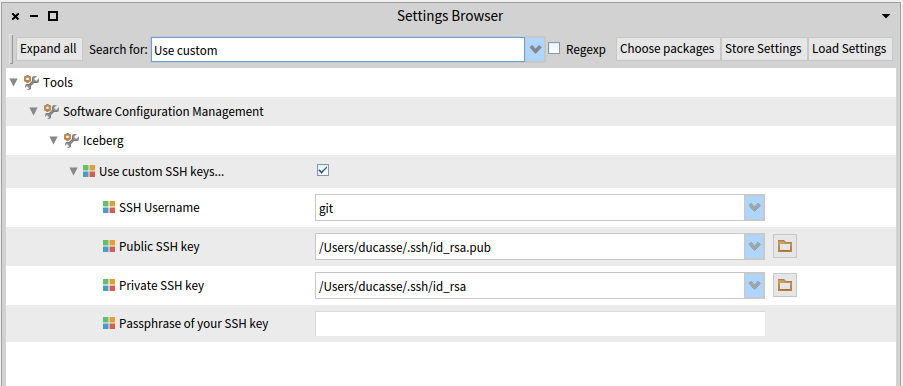 Settings Browser
Expand all Search for: Use custom Regexp Choose packages Store Settings Load Settings
Tools
Software Configuration Management
Iceberg
Use custom SSH keys...
SSH Username git
Public SSH key /Users/ducasse/.ssh/id_rsa.pub
Private SSH key /Users/ducasse/.ssh/id_rsa
Passphrase of your SSH key